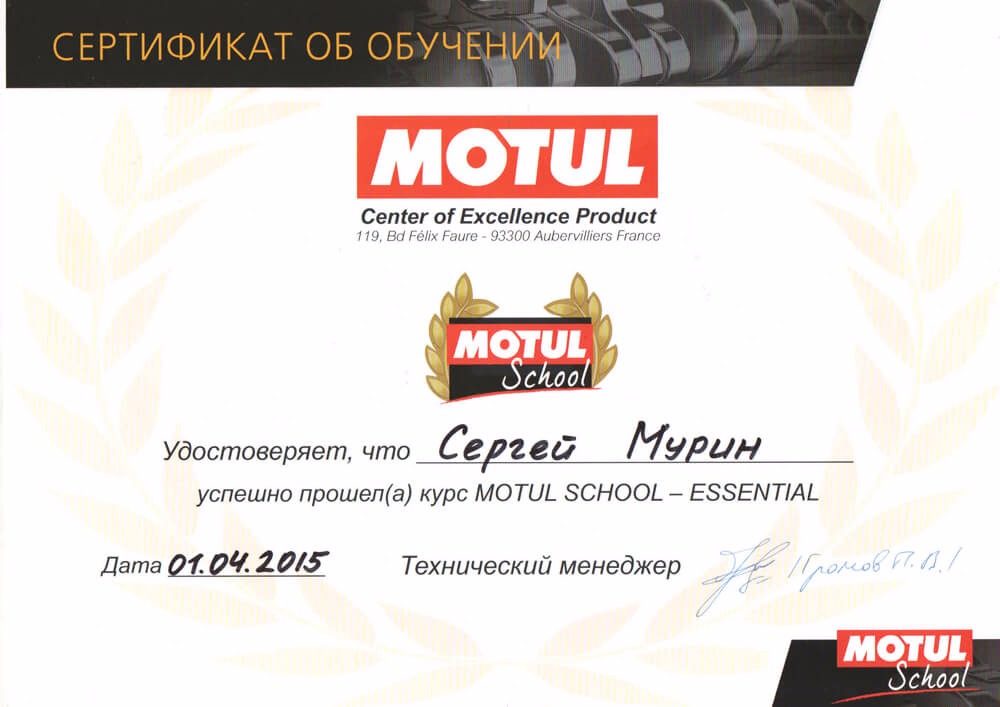 СЕРТИФИКАТ ОБ ОБУЧЕНИИ
MOTUL
Center of Excellence Product
119, Bd Félix Faure - 93300 Aubervilliers France
MOTUL
School
Удостоверяет, что Сергей Мурин
успешно прошел(а) курс MOTUL SCHOOL – ESSENTIAL
Дата 01.04.2015 Технический менеджер /Громов П.В./
MOTUL
School